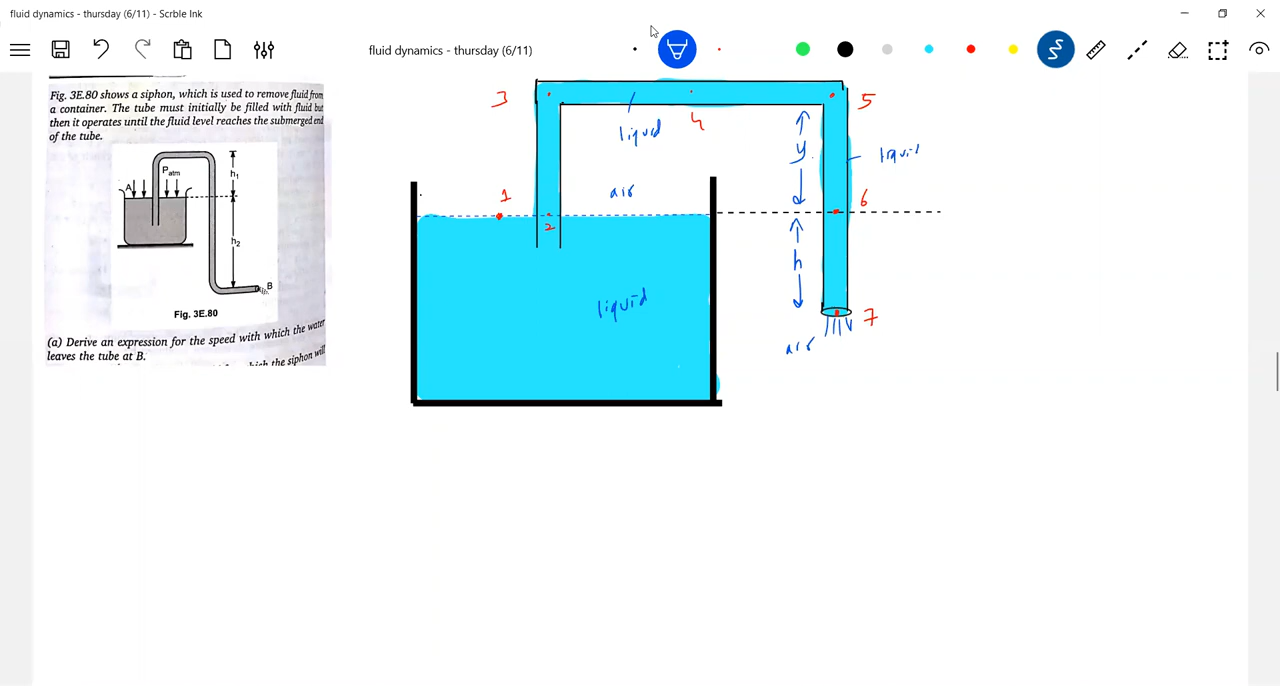 fluid dynamics - thursday (6/11) - Scrble Ink
fluid dynamics - thursday (6/11)
Fig. 3E.80 shows a siphon, which is used to remove fluid from
a container. The tube must initially be filled with fluid but
then it operates until the fluid level reaches the submerged end
of the tube.
A
Patm
h₁
h₂
B
Fig. 3E.80
(a) Derive an expression for the speed with which the water
leaves the tube at B.
which the siphon will
3
4
5
liquid
y
liquid
air
1
2
6
h
liquid
7
air